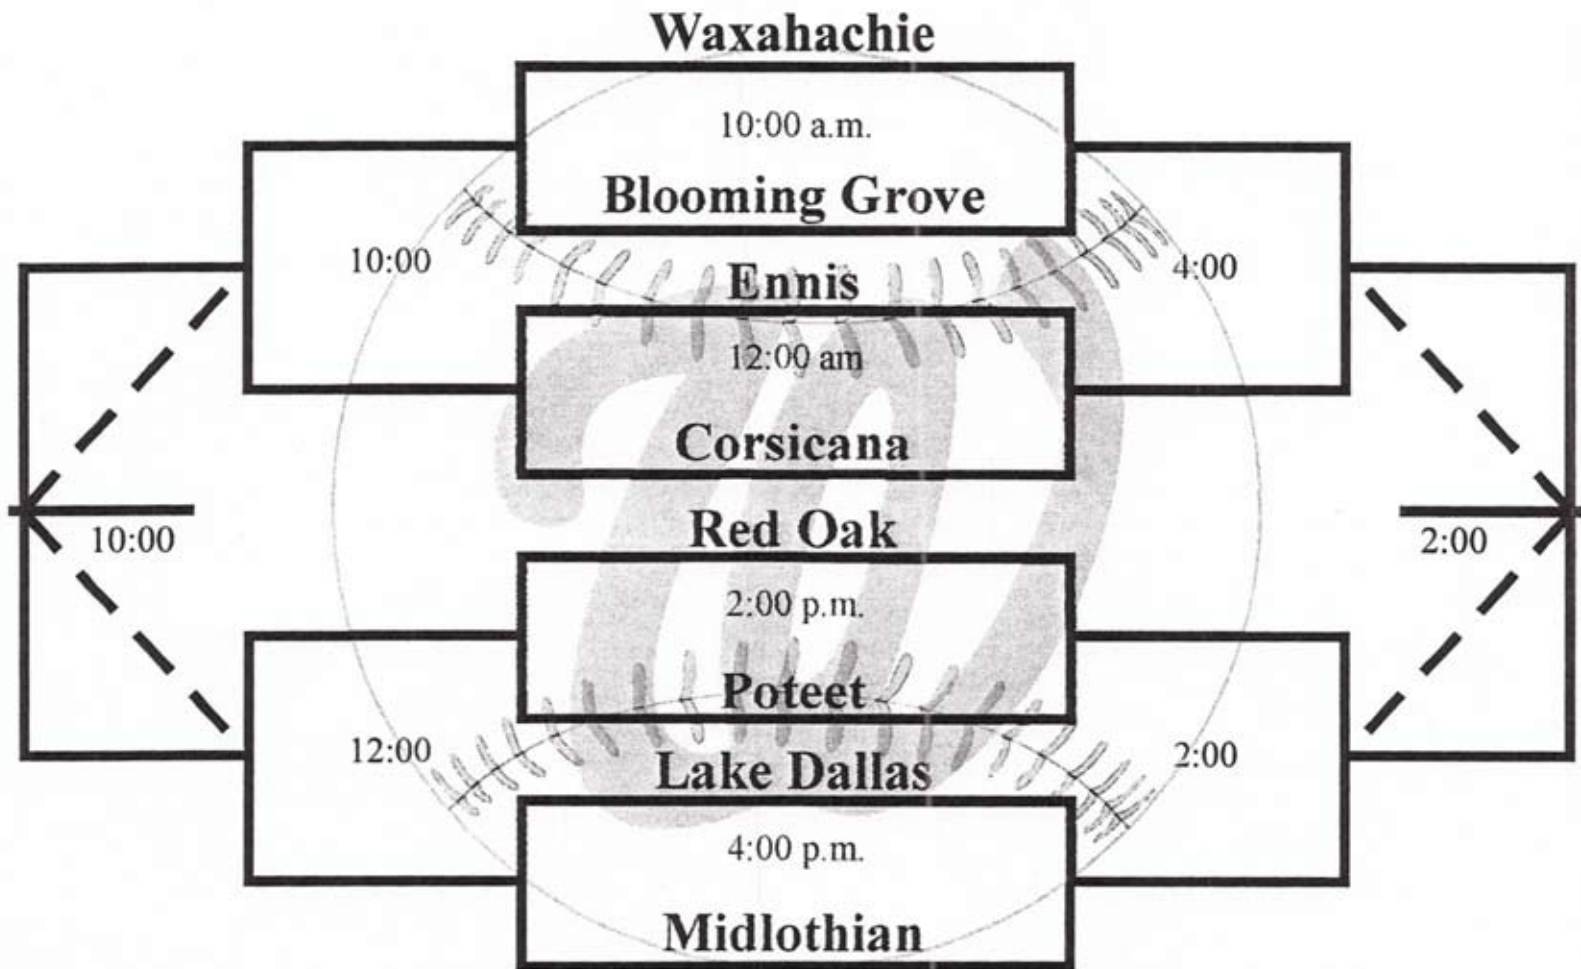 Waxahachie
10:00 a.m.
Blooming Grove
10:00
4:00
Ennis
12:00 am
Corsicana
Red Oak
10:00
2:00
2:00 p.m.
Poteet
12:00
2:00
Lake Dallas
4:00 p.m.
Midlothian